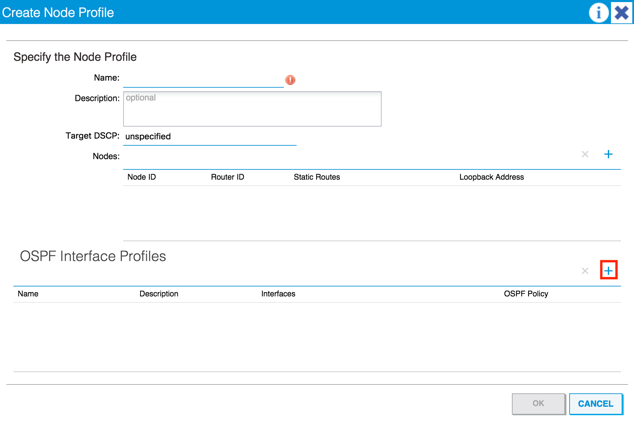 Create Node Profile
Specify the Node Profile
Name:
Description: optional
Target DSCP: unspecified
Nodes:
Node ID Router ID Static Routes Loopback Address
OSPF Interface Profiles
Name Description Interfaces OSPF Policy
OK CANCEL